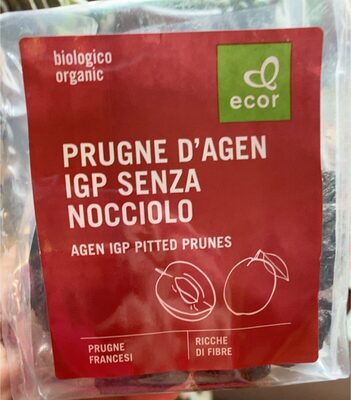 biologico
organic
ecor
PRUGNE D'AGEN
IGP SENZA
NOCCIOLO
AGEN IGP PITTED PRUNES
PRUGNE
FRANCESI
RICCHE
DI FIBRE